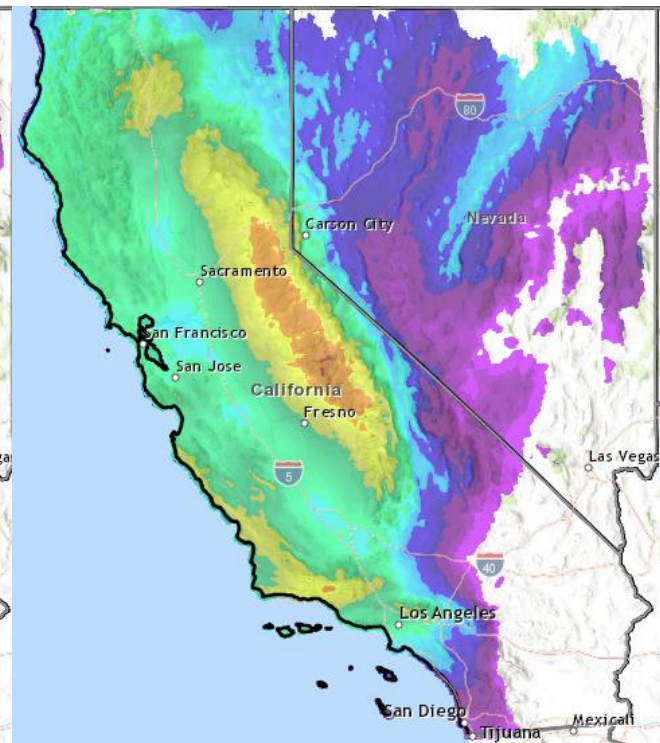 80
Carson City
Nevada
Sacramento
San Francisco
San Jose
California
Fresno
5
Las Vegas
40
Los Angeles
San Diego
Tijuana
Mexicali